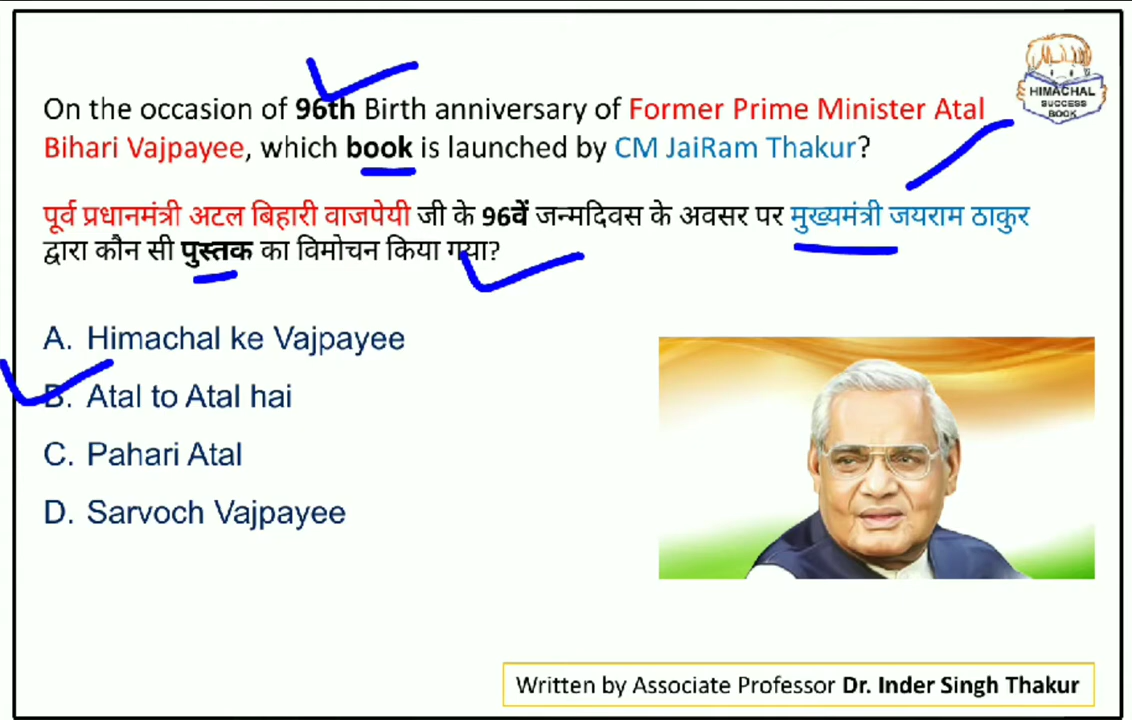 HIMACHAL
SUCCESS
BOOK
On the occasion of 96th Birth anniversary of Former Prime Minister Atal
Bihari Vajpayee, which book is launched by CM JaiRam Thakur?
पूर्व प्रधानमंत्री अटल बिहारी वाजपेयी जी के 96वें जन्मदिवस के अवसर पर मुख्यमंत्री जयराम ठाकुर
द्वारा कौन सी पुस्तक का विमोचन किया गया?
A. Himachal ke Vajpayee
B. Atal to Atal hai
C. Pahari Atal
D. Sarvoch Vajpayee
Written by Associate Professor Dr. Inder Singh Thakur